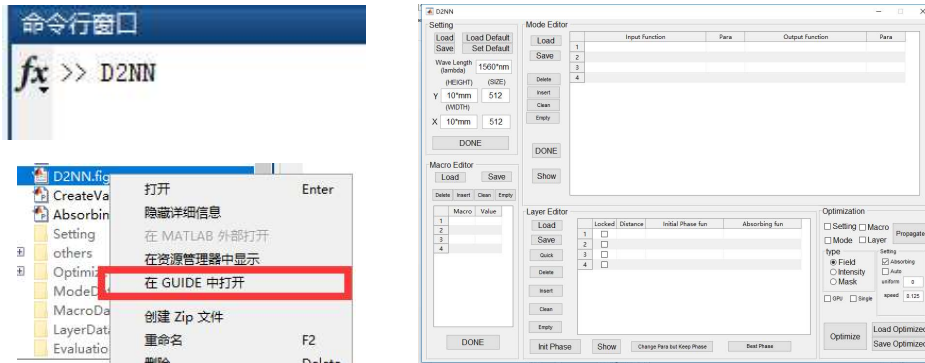 命令行窗口
fx >> D2NN
D2NN.fig
CreateVa
Absorbin
Setting
others
Optimiz
ModeD
MacroDa
LayerDat
Evaluatio
打开 Enter
隐藏详细信息
在 MATLAB 外部打开
在资源管理器中显示
在 GUIDE 中打开
创建 Zip 文件
重命名 F2
删除 Delete
D2NN
Setting
Load Load Default
Save Set Default
Wave Length (lambda) 1560*nm
(HEIGHT) (SIZE)
Y 10*mm 512
(WIDTH)
X 10*mm 512
DONE
Macro Editor
Load Save
Delete Insert Clean Empty
Macro Value
1
2
3
4
DONE
Mode Editor
Load
Save
Delete
Insert
Clean
Empty
DONE
Show
Input Function Para Output Function Para
1
2
3
4
Layer Editor
Load
Save
Quick
Delete
Insert
Clean
Empty
Locked Distance Initial Phase fun Absorbing fun
1
2
3
4
Init Phase Show Change Para but Keep Phase Best Phase
Optimization
Setting Macro
Mode Layer
Propagate
type
Field
Intensity
Mask
GPU Single
Setting
Absorbing
Auto
uniform 0
speed 0.125
Optimize
Load Optimized
Save Optimized